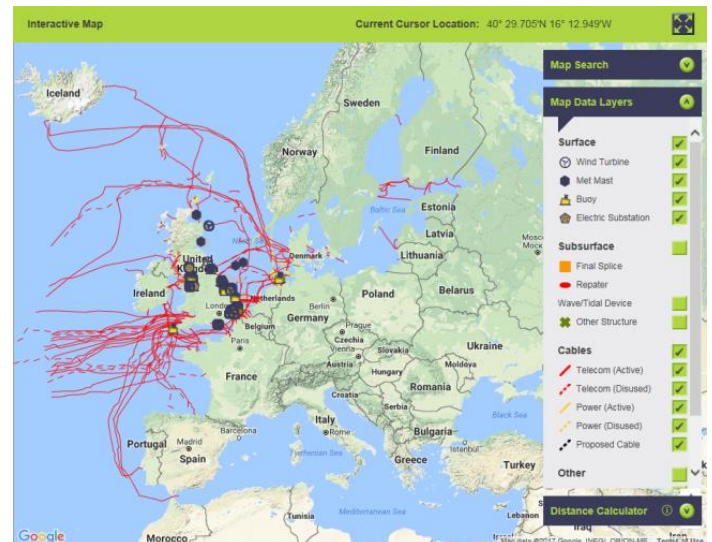 Interactive Map
Current Cursor Location: 40° 29.705'N 16° 12.949'W
Map Search
Map Data Layers
Surface
Wind Turbine
Met Mast
Buoy
Electric Substation
Subsurface
Final Splice
Repater
Wave/Tidal Device
Other Structure
Cables
Telecom (Active)
Telecom (Disused)
Power (Active)
Power (Disused)
Proposed Cable
Other
Distance Calculator
Iceland
Sweden
Norway
Finland
Baltic Sea
Estonia
Latvia
Denmark
Lithuania
United
Ireland
Netherlands
Berlin
Poland
Belarus
Belgium
Germany
Prague
Czechia
Paris
Vienna
Slovakia
Ukraine
Austria
Hungary
Moldova
France
Croatia
Romania
Serbia
Italy
Black Sea
Barcelona
Rome
Bulgaria
Portugal
Madrid
Spain
Tyrrhenian Sea
Istanbul
Greece
Turkey
Tunisia
Mediterranean Sea
Lebanon
Iraq
Morocco
Google
Terms of Use